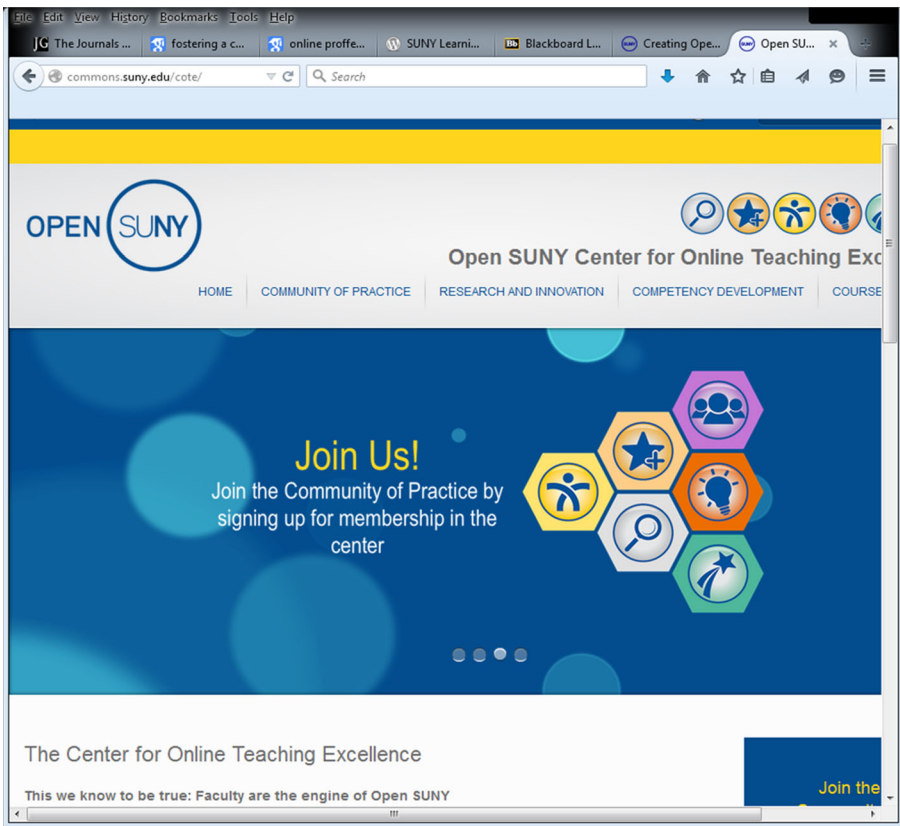 File Edit View History Bookmarks Tools Help
JG The Journals ... fostering a c... online proffe... SUNY Learni... Bb Blackboard L... Creating Ope... Open SU...
commons.suny.edu/cote/ Search
OPEN SUNY
Open SUNY Center for Online Teaching Exc
HOME COMMUNITY OF PRACTICE RESEARCH AND INNOVATION COMPETENCY DEVELOPMENT COURSE
Join Us!
Join the Community of Practice by
signing up for membership in the
center
The Center for Online Teaching Excellence
This we know to be true: Faculty are the engine of Open SUNY
Join the